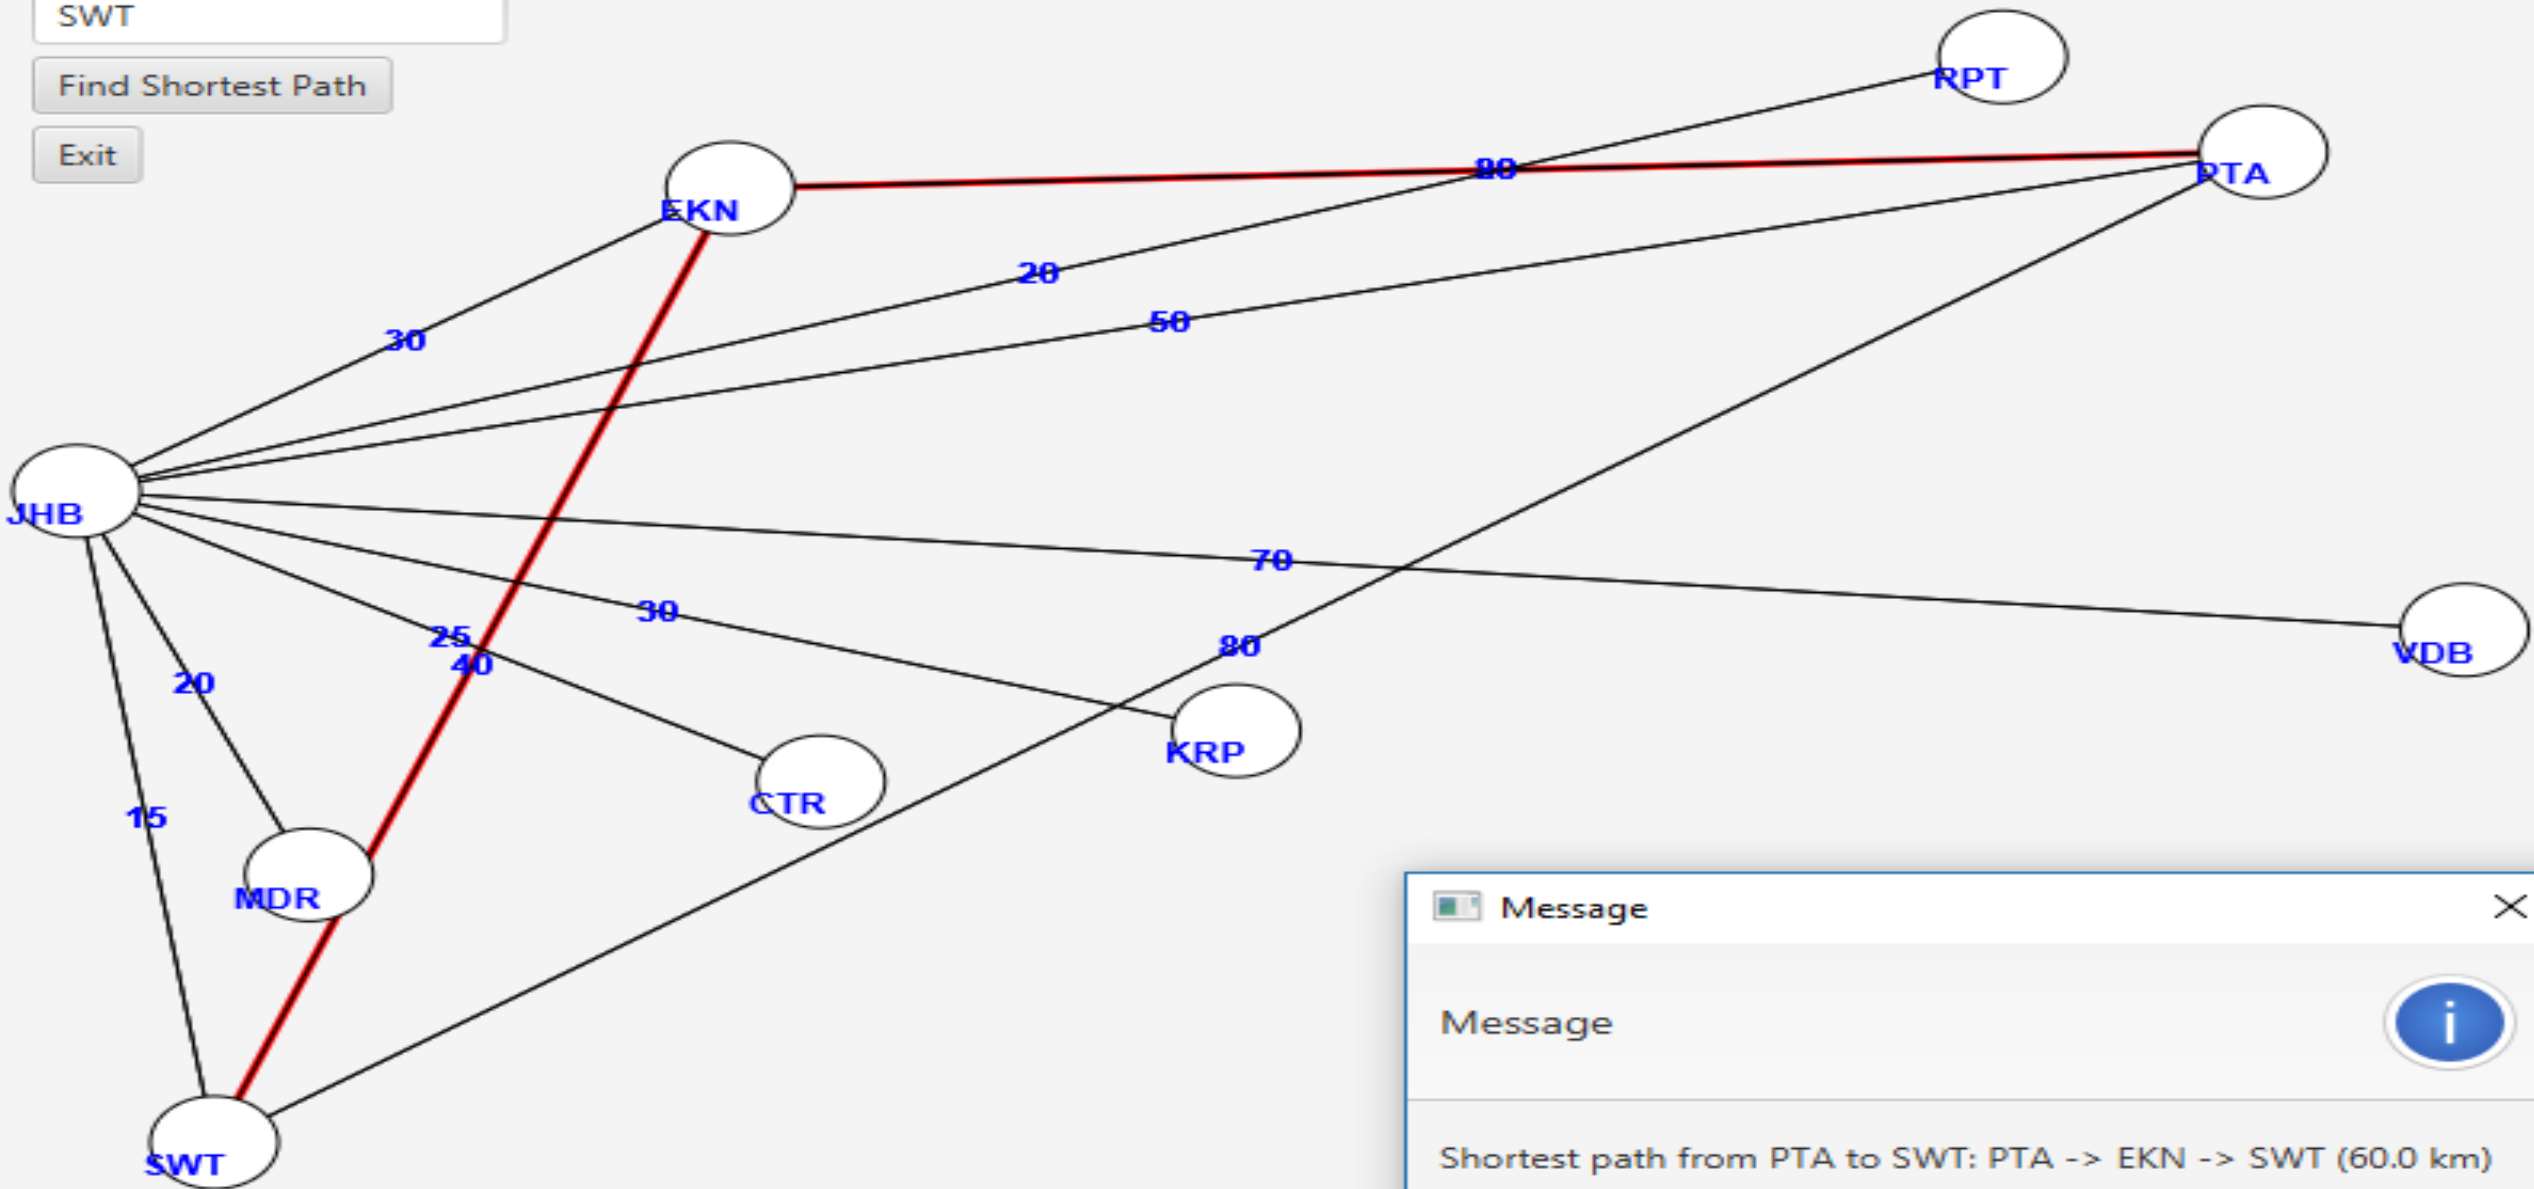 SWT
Find Shortest Path
Exit
RPT
PTA
EKN
20
50
30
JHB
70
30
25
40
80
VDB
20
KRP
CTR
15
MDR
SWT
Message
Message
Shortest path from PTA to SWT: PTA -> EKN -> SWT (60.0 km)